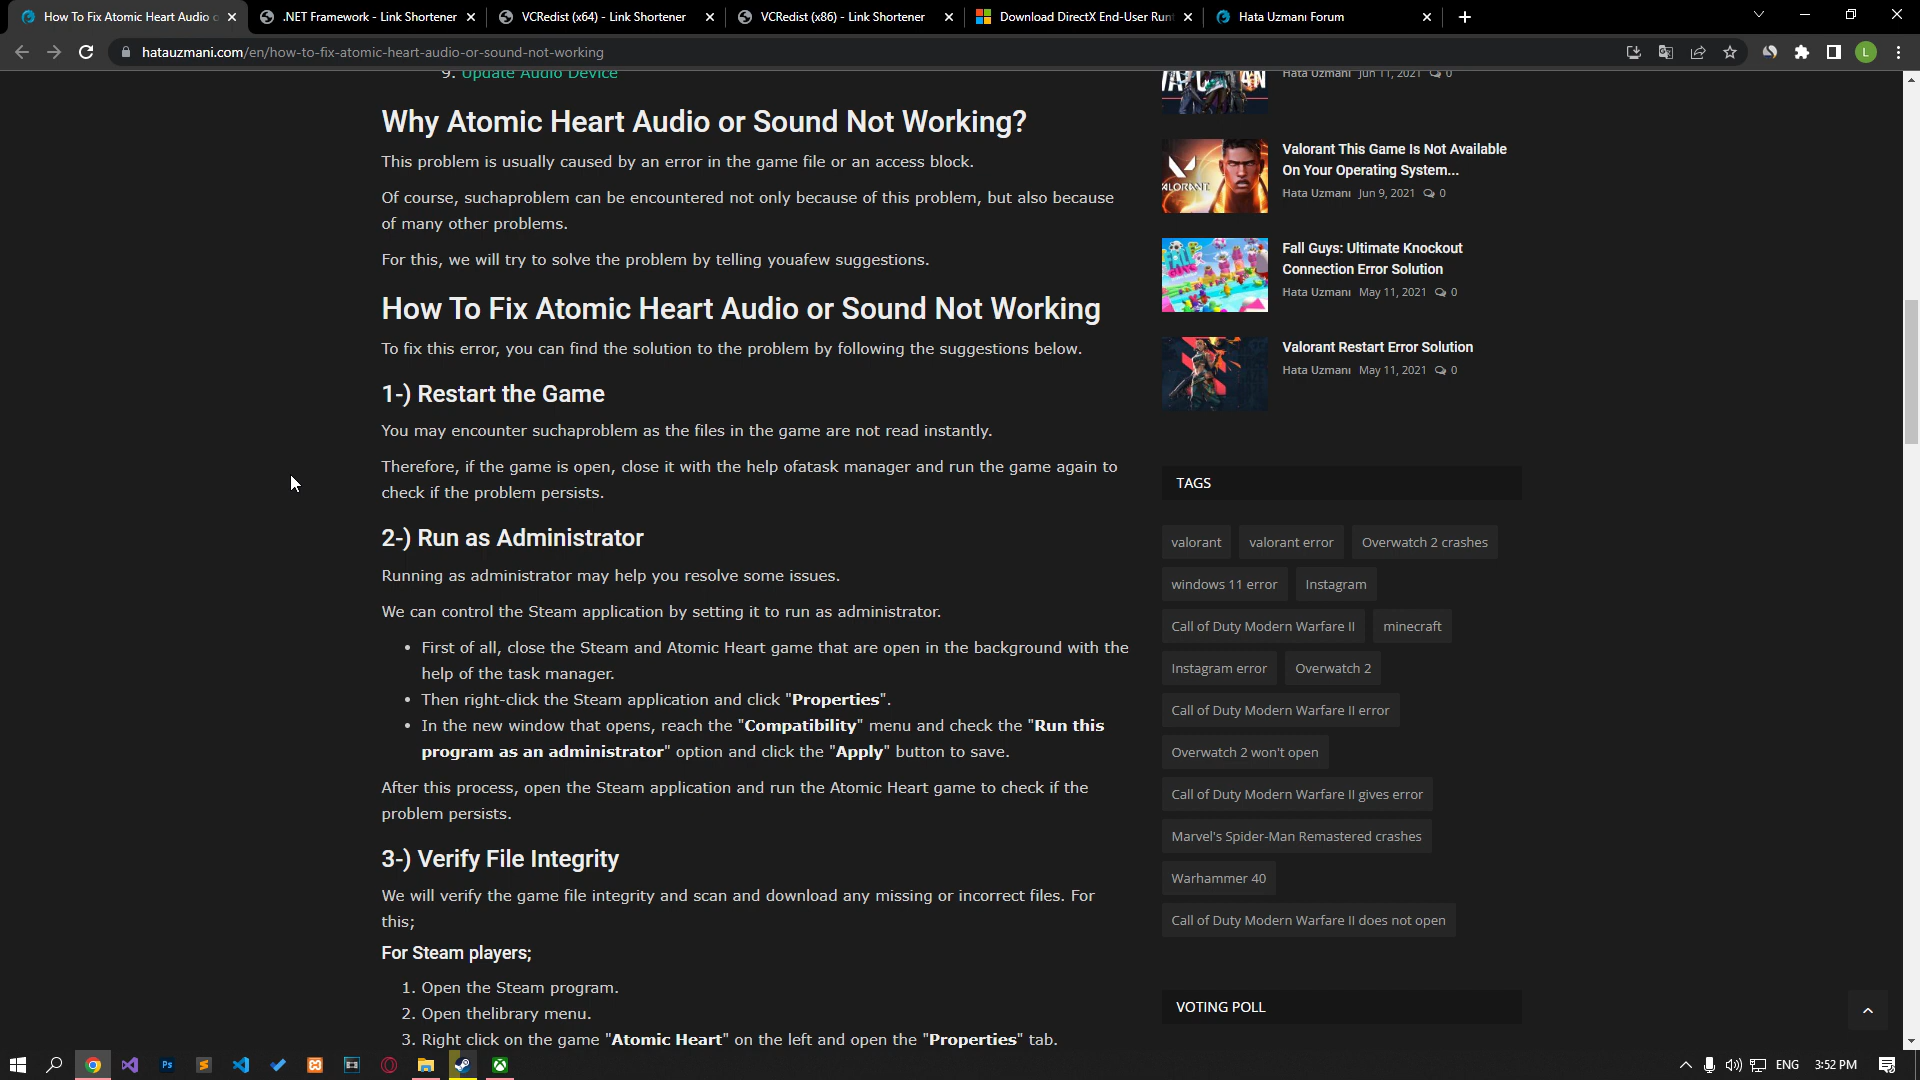 How To Fix Atomic Heart Audio o
.NET Framework - Link Shortener
VCRedist (x64) - Link Shortener
VCRedist (x86) - Link Shortener
Download DirectX End-User Runt
Hata Uzmanı Forum
hatauzmani.com/en/how-to-fix-atomic-heart-audio-or-sound-not-working
L
9. Update Audio Device
Why Atomic Heart Audio or Sound Not Working?
This problem is usually caused by an error in the game file or an access block.
Of course, suchaproblem can be encountered not only because of this problem, but also because
of many other problems.
For this, we will try to solve the problem by telling youafew suggestions.
How To Fix Atomic Heart Audio or Sound Not Working
To fix this error, you can find the solution to the problem by following the suggestions below.
1-) Restart the Game
You may encounter suchaproblem as the files in the game are not read instantly.
Therefore, if the game is open, close it with the help ofatask manager and run the game again to
check if the problem persists.
2-) Run as Administrator
Running as administrator may help you resolve some issues.
We can control the Steam application by setting it to run as administrator.
• First of all, close the Steam and Atomic Heart game that are open in the background with the
help of the task manager.
• Then right-click the Steam application and click "Properties".
• In the new window that opens, reach the "Compatibility" menu and check the "Run this
program as an administrator" option and click the "Apply" button to save.
After this process, open the Steam application and run the Atomic Heart game to check if the
problem persists.
3-) Verify File Integrity
We will verify the game file integrity and scan and download any missing or incorrect files. For
this;
For Steam players;
1. Open the Steam program.
2. Open thelibrary menu.
3. Right click on the game "Atomic Heart" on the left and open the "Properties" tab.
Hata Uzmanı Jun 11, 2021 0
VALORANT
Valorant This Game Is Not Available
On Your Operating System...
Hata Uzmanı Jun 9, 2021 0
Fall Guys: Ultimate Knockout
Connection Error Solution
Hata Uzmanı May 11, 2021 0
Valorant Restart Error Solution
Hata Uzmanı May 11, 2021 0
TAGS
valorant
valorant error
Overwatch 2 crashes
windows 11 error
Instagram
Call of Duty Modern Warfare II
minecraft
Instagram error
Overwatch 2
Call of Duty Modern Warfare II error
Overwatch 2 won't open
Call of Duty Modern Warfare II gives error
Marvel's Spider-Man Remastered crashes
Warhammer 40
Call of Duty Modern Warfare II does not open
VOTING POLL
Ps
ENG
3:52 PM